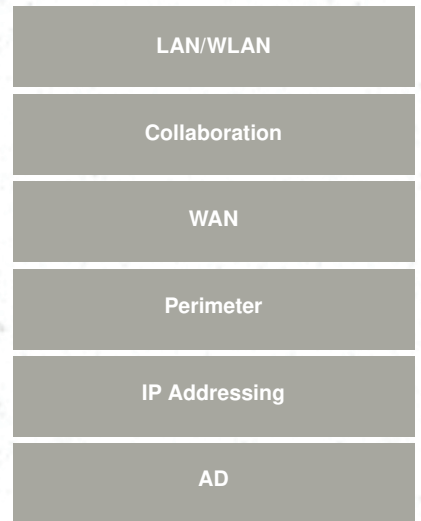 LAN/WLAN
Collaboration
WAN
Perimeter
IP Addressing
AD